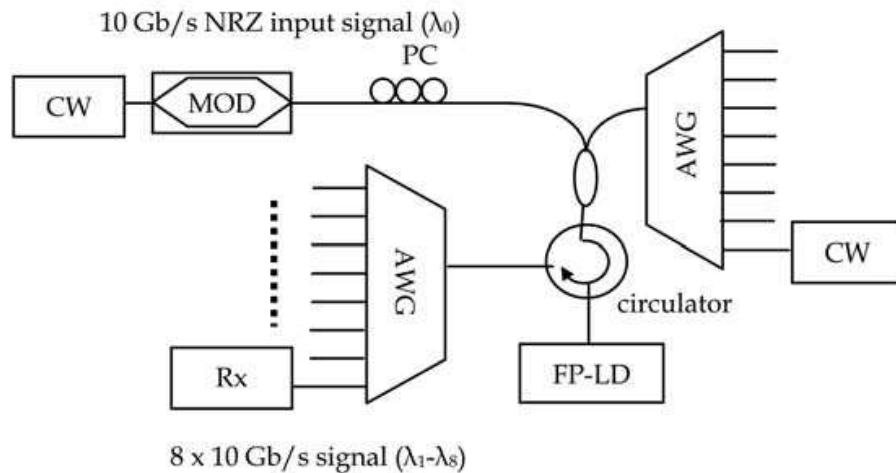 10 Gb/s NRZ input signal (λ₀)
PC
CW
MOD
AWG
AWG
CW
circulator
Rx
FP-LD
8 x 10 Gb/s signal (λ₁-λ₈)